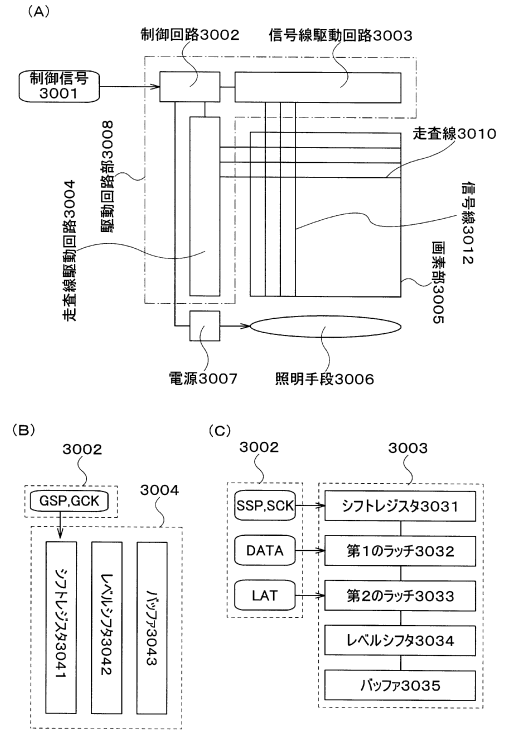 (A)
制御回路3002
信号線駆動回路3003
制御信号
3001
駆動回路部3008
走査線駆動回路3004
走査線3010
信号線3012
画素部3005
電源3007
照明手段3006
(B)
3002
GSP,GCK
3004
シフトレジスタ3041
レベルシフタ3042
バッファ3043
(C)
3002
3003
SSP,SCK
シフトレジスタ3031
DATA
第1のラッチ3032
LAT
第2のラッチ3033
レベルシフタ3034
バッファ3035